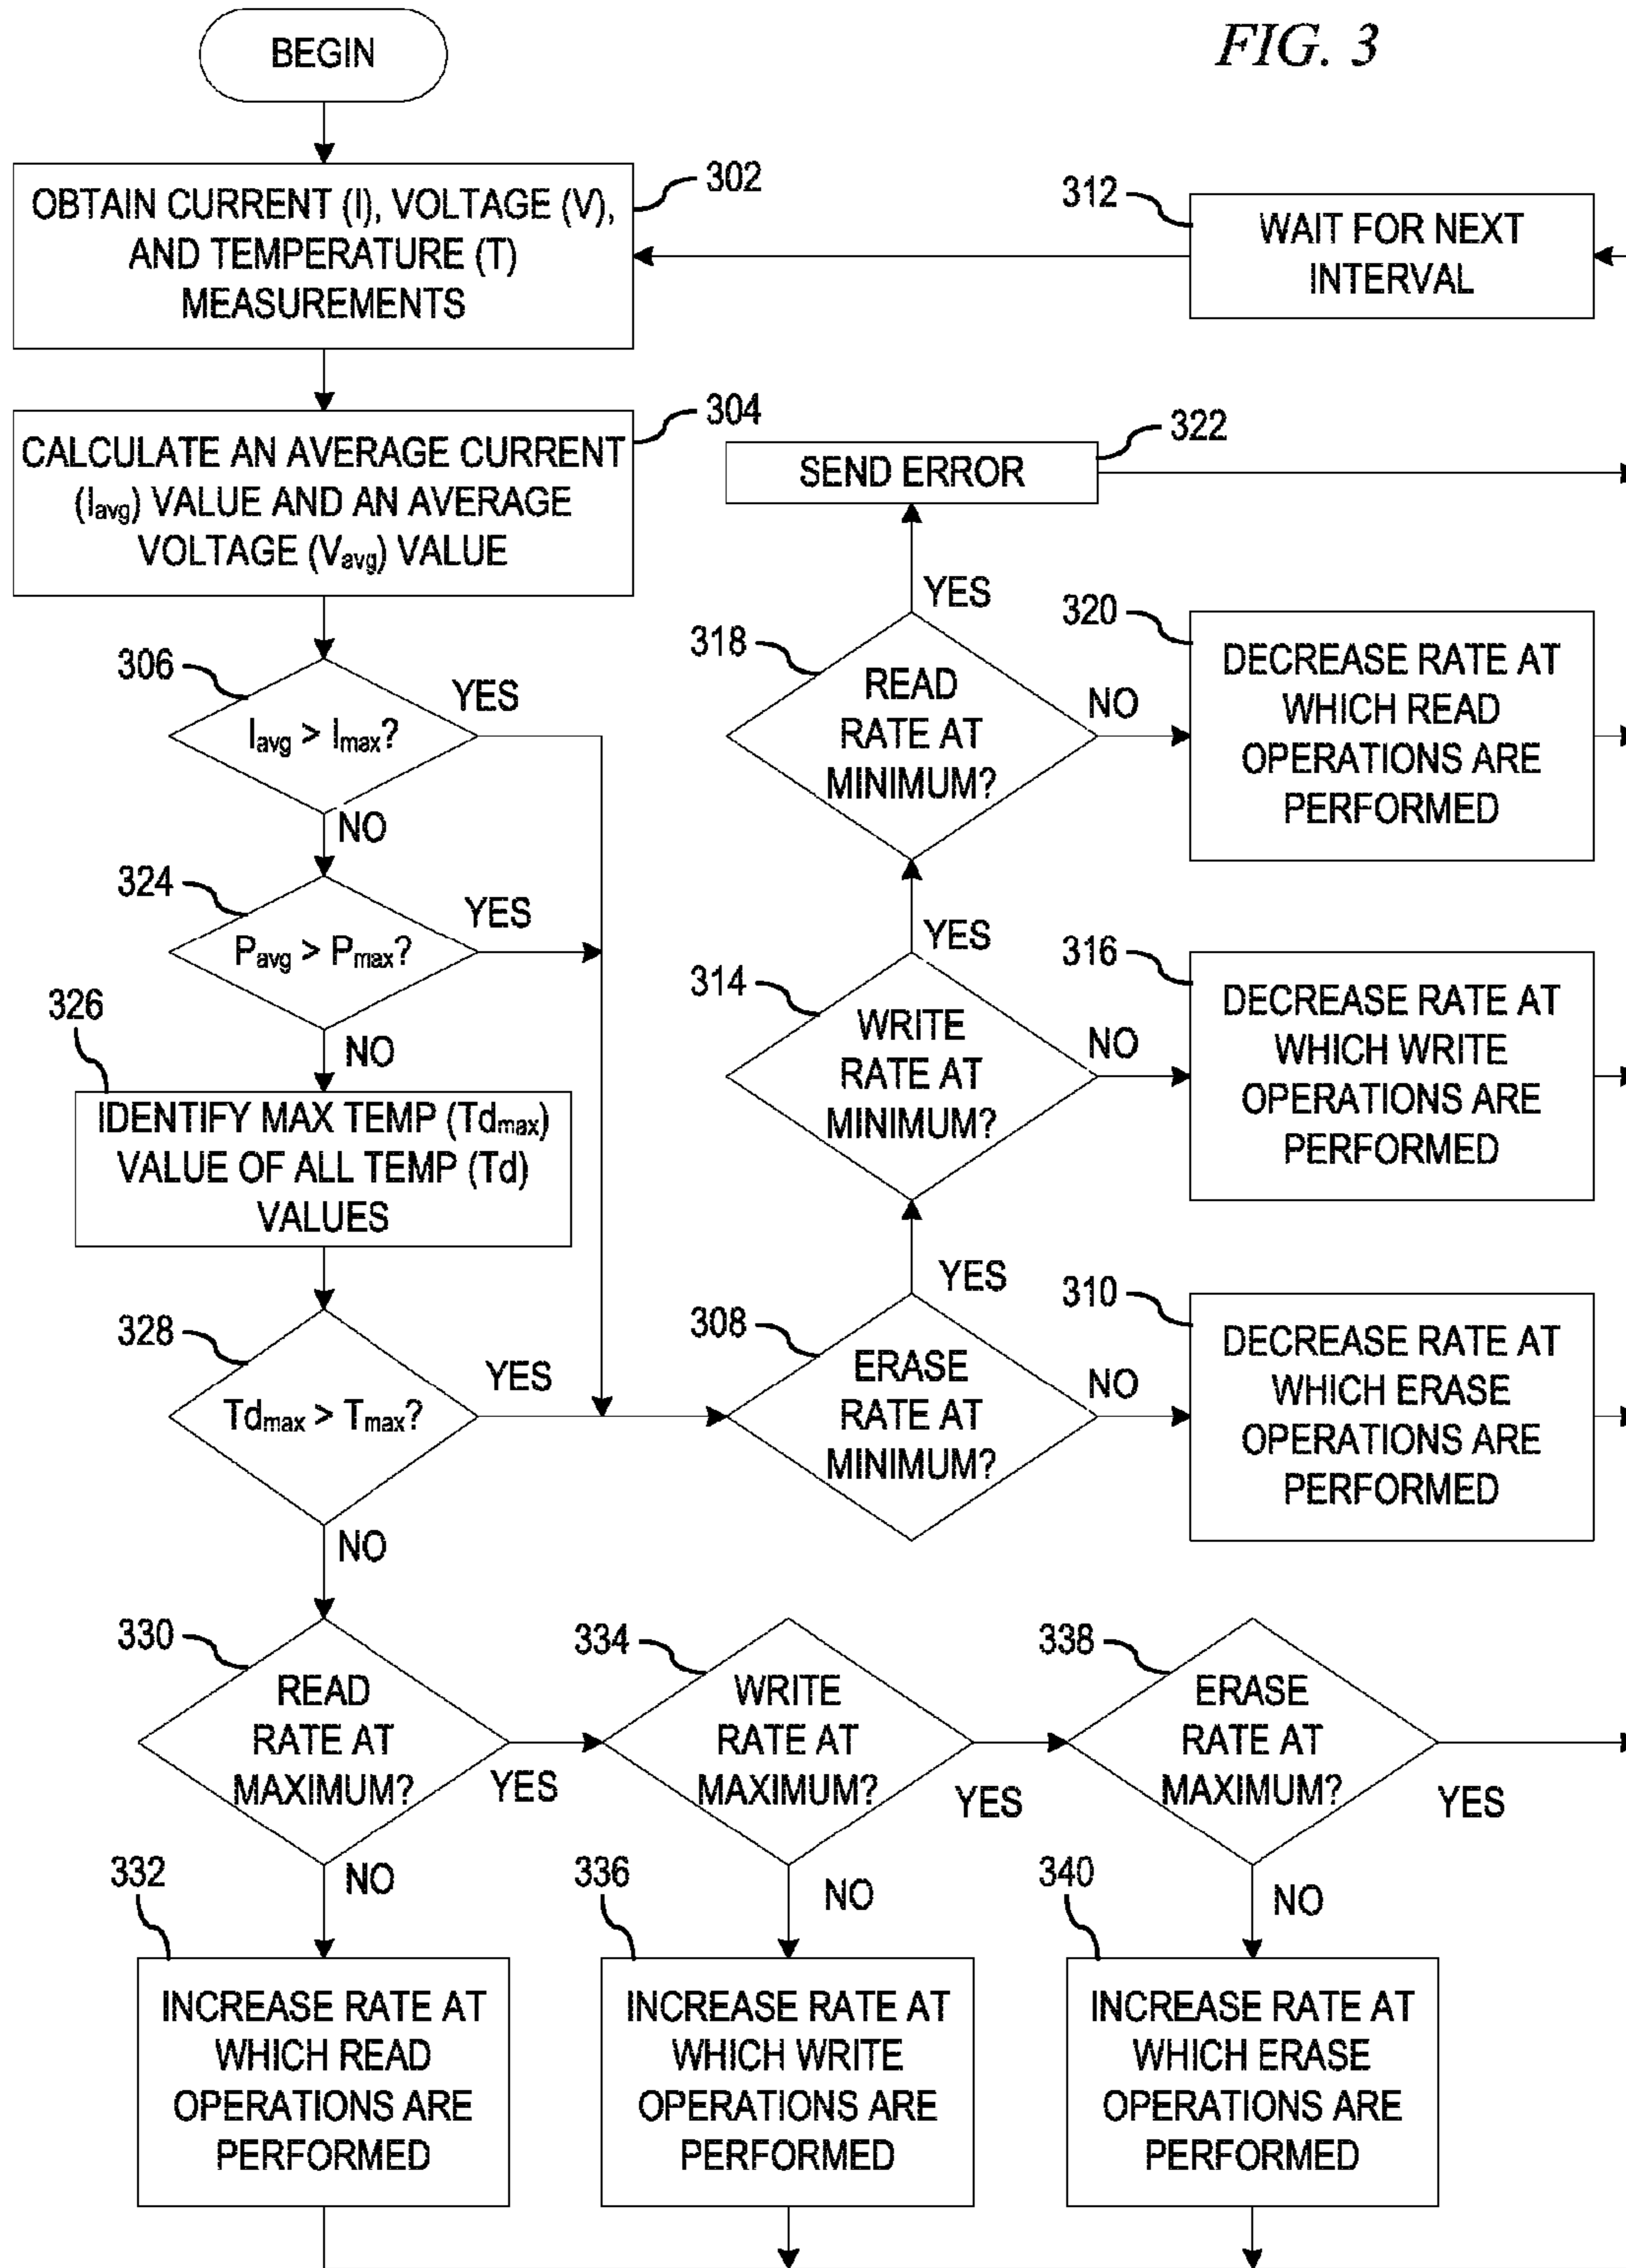 FIG. 3
BEGIN
302
OBTAIN CURRENT (I), VOLTAGE (V),
AND TEMPERATURE (T)
MEASUREMENTS
312
WAIT FOR NEXT
INTERVAL
304
CALCULATE AN AVERAGE CURRENT
(Iavg) VALUE AND AN AVERAGE
VOLTAGE (Vavg) VALUE
322
SEND ERROR
306
Iavg > Imax?
YES
NO
324
Pavg > Pmax?
YES
NO
326
IDENTIFY MAX TEMP (Tdmax)
VALUE OF ALL TEMP (Td)
VALUES
328
Tdmax > Tmax?
YES
NO
YES
318
READ
RATE AT
MINIMUM?
NO
320
DECREASE RATE AT
WHICH READ
OPERATIONS ARE
PERFORMED
YES
314
WRITE
RATE AT
MINIMUM?
NO
316
DECREASE RATE AT
WHICH WRITE
OPERATIONS ARE
PERFORMED
YES
308
ERASE
RATE AT
MINIMUM?
NO
310
DECREASE RATE AT
WHICH ERASE
OPERATIONS ARE
PERFORMED
330
READ
RATE AT
MAXIMUM?
YES
NO
334
WRITE
RATE AT
MAXIMUM?
YES
NO
338
ERASE
RATE AT
MAXIMUM?
YES
NO
332
INCREASE RATE AT
WHICH READ
OPERATIONS ARE
PERFORMED
336
INCREASE RATE AT
WHICH WRITE
OPERATIONS ARE
PERFORMED
340
INCREASE RATE AT
WHICH ERASE
OPERATIONS ARE
PERFORMED